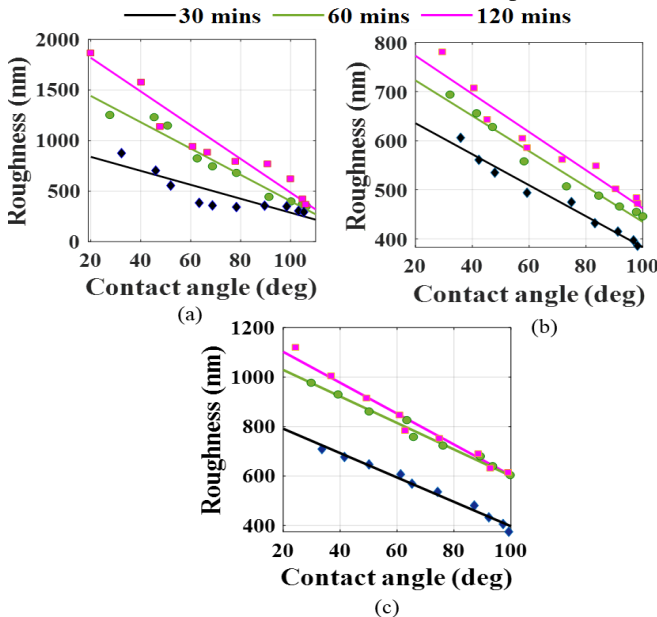 30 mins 60 mins 120 mins
2000
1500
1000
500
0
20 40 60 80 100
Roughness (nm)
Contact angle (deg)
(a)
800
700
600
500
400
20 40 60 80 100
Roughness (nm)
Contact angle (deg)
(b)
1200
1000
800
600
400
20 40 60 80 100
Roughness (nm)
Contact angle (deg)
(c)